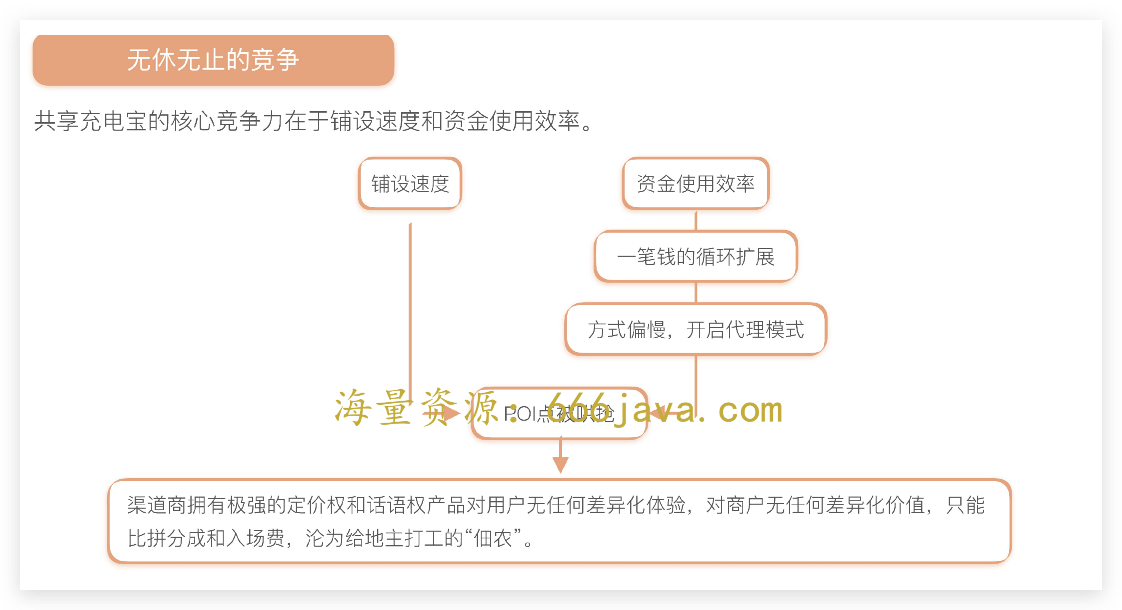 无休无止的竞争
共享充电宝的核心竞争力在于铺设速度和资金使用效率。
铺设速度
资金使用效率
一笔钱的循环扩展
方式偏慢，开启代理模式
海量资源：666java.com
POI点被哄抢
渠道商拥有极强的定价权和话语权产品对用户无任何差异化体验，对商户无任何差异化价值，只能
比拼分成和入场费，沦为给地主打工的“佃农”。